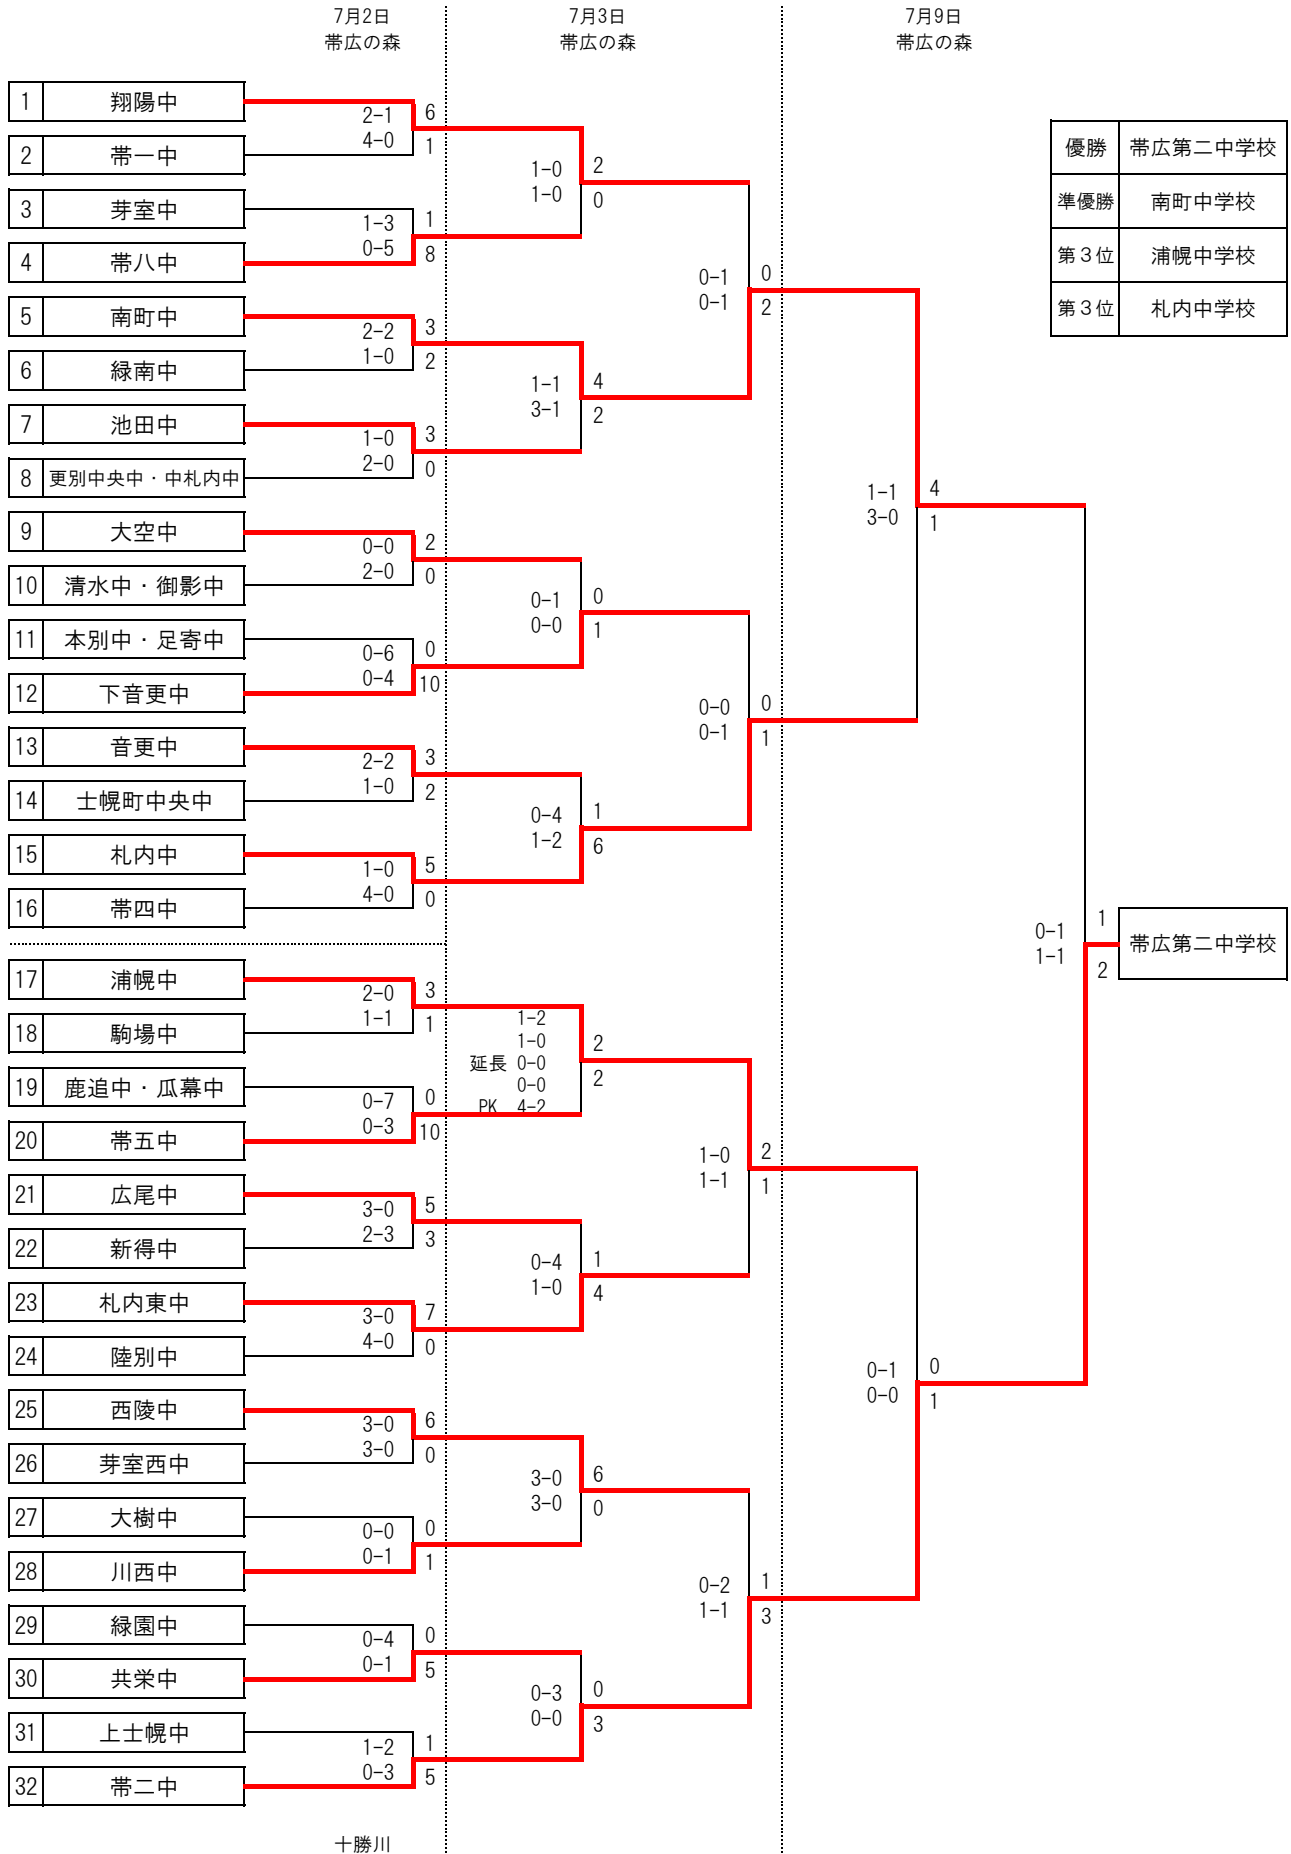 7月2日
帯広の森
7月3日
帯広の森
7月9日
帯広の森
優勝 帯広第二中学校
準優勝 南町中学校
第３位 浦幌中学校
第３位 札内中学校
1 翔陽中
2 帯一中
3 芽室中
4 帯八中
5 南町中
6 緑南中
7 池田中
8 更別中央中・中札内中
9 大空中
10 清水中・御影中
11 本別中・足寄中
12 下音更中
13 音更中
14 士幌町中央中
15 札内中
16 帯四中
17 浦幌中
18 駒場中
19 鹿追中・瓜幕中
20 帯五中
21 広尾中
22 新得中
23 札内東中
24 陸別中
25 西陵中
26 芽室西中
27 大樹中
28 川西中
29 緑園中
30 共栄中
31 上士幌中
32 帯二中
2-1 6
4-0 1
1-3 1
0-5 8
2-2 3
1-0 2
1-0 3
2-0 0
0-0 2
2-0 0
0-6 0
0-4 10
2-2 3
1-0 2
1-0 5
4-0 0
2-0 3
1-1 1
0-7 0
0-3 10
3-0 5
2-3 3
3-0 7
4-0 0
3-0 6
3-0 0
0-0 0
0-1 1
0-4 0
0-1 5
1-2 1
0-3 5
十勝川
1-0 2
1-0 0
1-1 4
3-1 2
0-1 0
0-0 1
0-4 1
1-2 6
1-2
1-0 2
延長 0-0
0-0 2
PK 4-2
0-4 1
1-0 4
3-0 6
3-0 0
0-3 0
0-0 3
0-1 0
0-1 2
0-0 0
0-1 1
1-0 2
1-1 1
0-2 1
1-1 3
1-1 4
3-0 1
0-1 0
0-0 1
0-1 1
1-1 2
帯広第二中学校